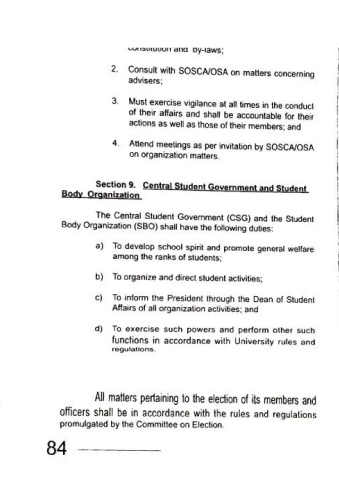 constitution and by-laws;
2. Consult with SOSCA/OSA on matters concerning
advisers;
3. Must exercise vigilance at all times in the conduct
of their affairs and shall be accountable for their
actions as well as those of their members; and
4. Attend meetings as per invitation by SOSCA/OSA
on organization matters.
Section 9. Central Student Government and Student
Body Organization
The Central Student Government (CSG) and the Student
Body Organization (SBO) shall have the following duties:
a) To develop school spirit and promote general welfare
among the ranks of students;
b) To organize and direct student activities;
c) To inform the President through the Dean of Student
Affairs of all organization activities; and
d) To exercise such powers and perform other such
functions in accordance with University rules and
regulations.
All matters pertaining to the election of its members and
officers shall be in accordance with the rules and regulations
promulgated by the Committee on Election.
84